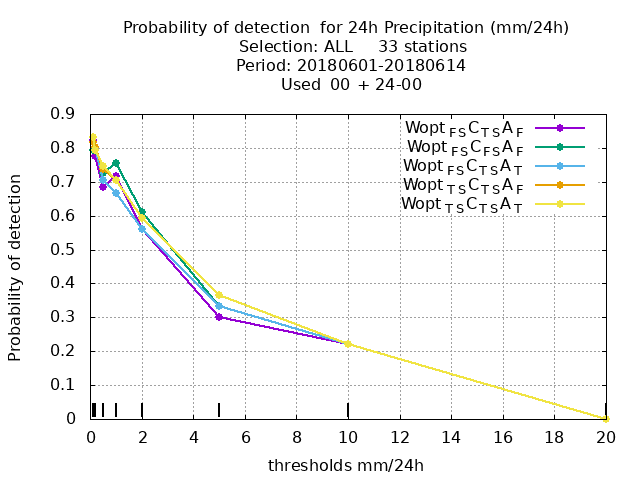 Probability of detection  for 24h Precipitation (mm/24h)
Selection: ALL     33 stations
Period: 20180601-20180614
Used  00 + 24-00
Wopt FS C TS A F
Wopt FS C FS A F
Wopt FS C TS A T
Wopt TS C TS A F
Wopt TS C TS A T
Probability of detection
0.9
0.8
0.7
0.6
0.5
0.4
0.3
0.2
0.1
0
0 2 4 6 8 10 12 14 16 18 20
thresholds mm/24h